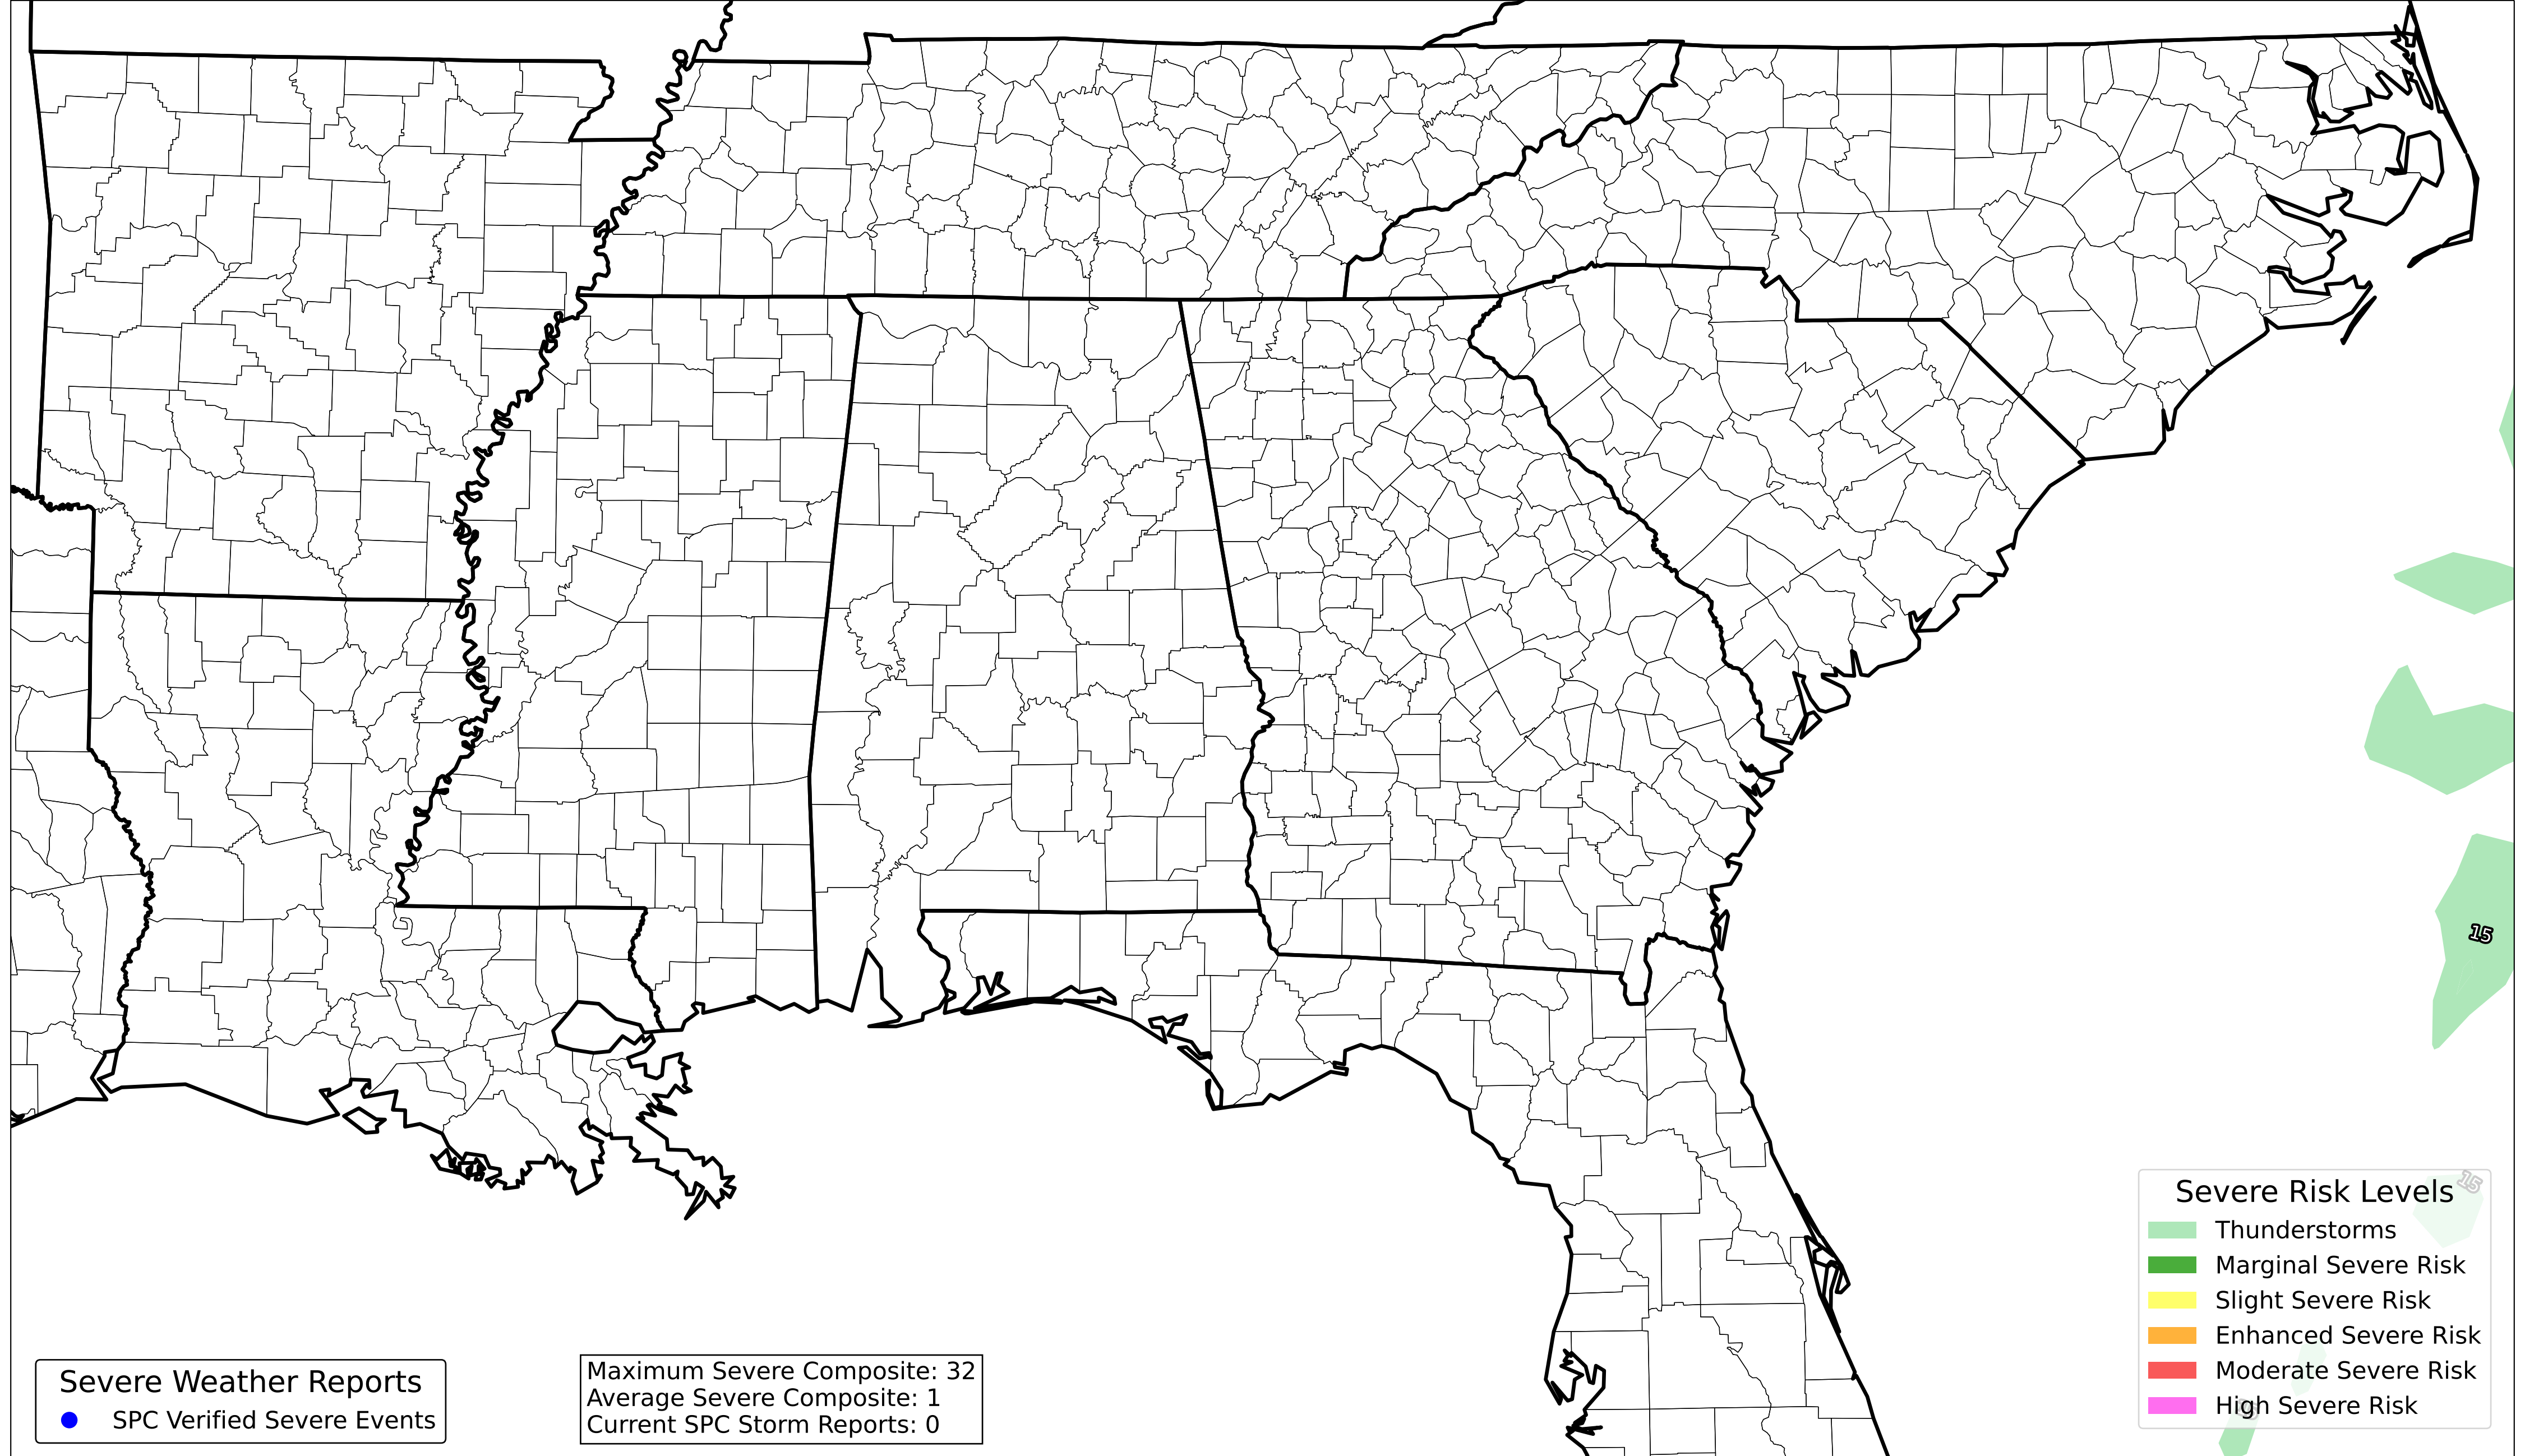 15
15
Severe Risk Levels
Thunderstorms
Marginal Severe Risk
Slight Severe Risk
Enhanced Severe Risk
Moderate Severe Risk
High Severe Risk
Severe Weather Reports
SPC Verified Severe Events
Maximum Severe Composite: 32
Average Severe Composite: 1
Current SPC Storm Reports: 0